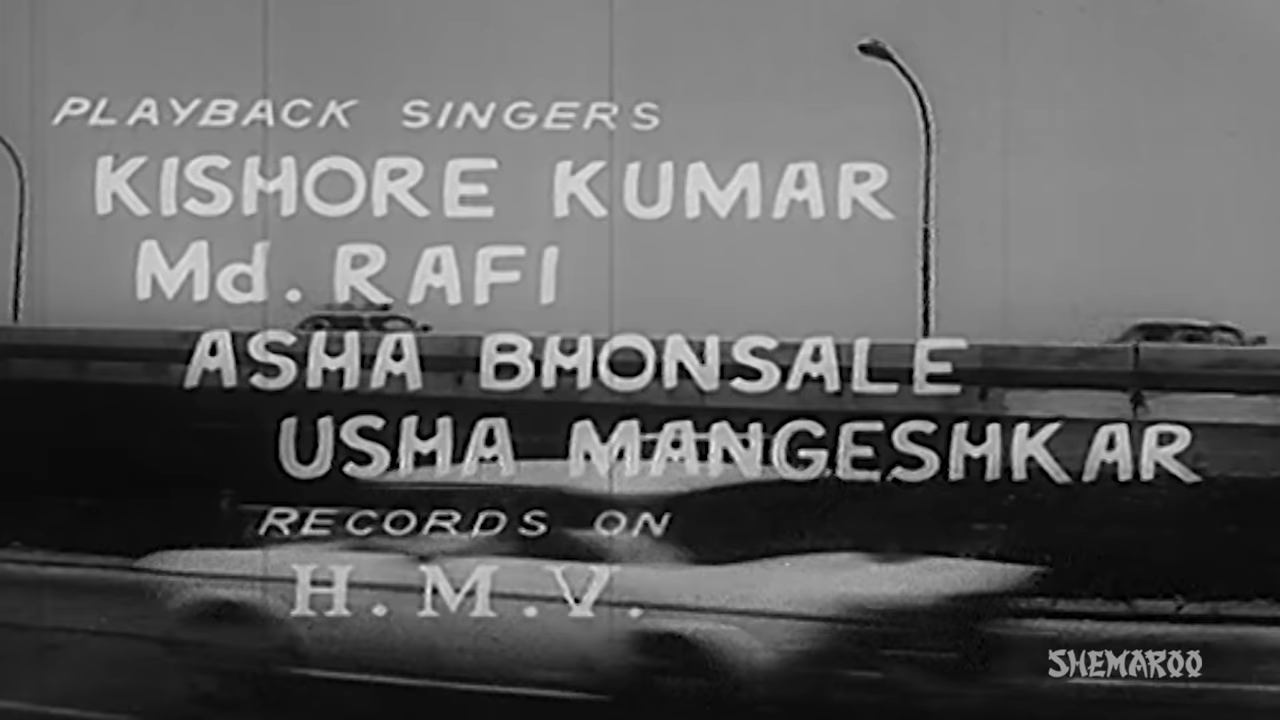 PLAYBACK SINGERS
KISHORE KUMAR
Md. RAFI
ASHA BHONSALE
USHA MANGESHKAR
RECORDS ON
H.M.V.
SHEMAROO